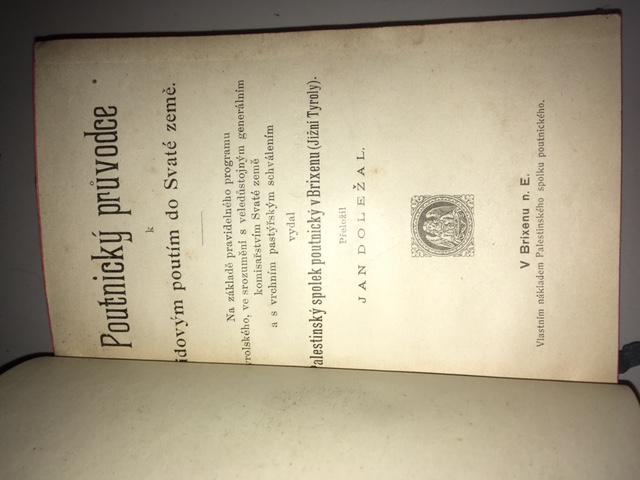 Poutnický průvodce
k
idovým poutím do Svaté země.
Na základě pravidelného programu
yrolského, ve srozumění s veledůstojným generálním
komisařstvím Svaté země
a s vrchním pastýřským schválením
vydal
Palestinský spolek poutnický v Brixenu (Jižní Tyroly).
Přeložil
JAN DOLEŽAL.
V Brixenu n. E.
Vlastním nákladem Palestinského spolku poutnického.